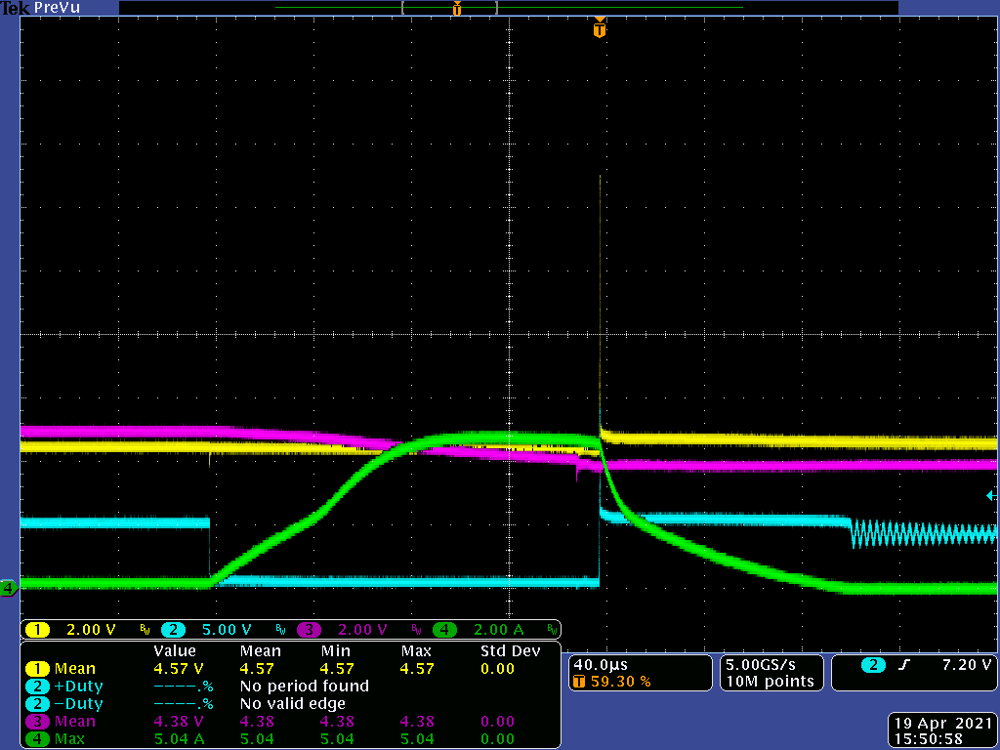 Tek PreVu
T
T
4
1 2.00 V BW 2 5.00 V BW 3 2.00 V BW 4 2.00 A BW
Value Mean Min Max Std Dev
1 Mean 4.57 V 4.57 4.57 4.57 0.00
2 +Duty ----.% No period found
2 −Duty ----.% No valid edge
3 Mean 4.38 V 4.38 4.38 4.38 0.00
4 Max 5.04 A 5.04 5.04 5.04 0.00
40.0µs
T 59.30 %
5.00GS/s
10M points
2 7.20 V
19 Apr 2021
15:50:58